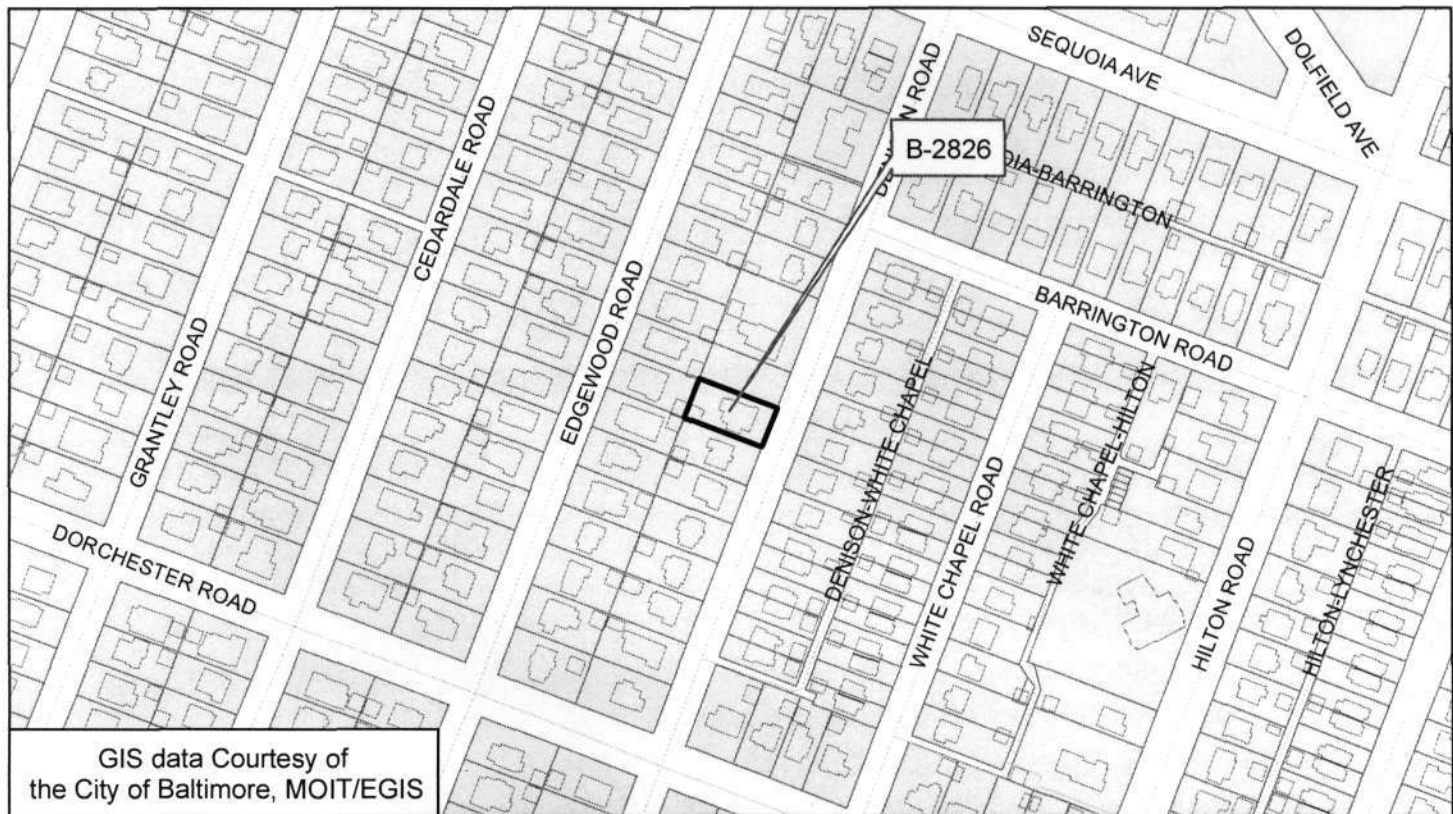 SEQUOIA AVE
DOLFIELD AVE
ROAD
B-2826
BARRINGTON
CEDARDALE ROAD
BARRINGTON ROAD
EDGEWOOD ROAD
GRANTLEY ROAD
DENISON-WHITE CHAPEL
WHITE CHAPEL-HILTON
WHITE CHAPEL ROAD
HILTON ROAD
HILTON-LYNCHESTER
DORCHESTER ROAD
GIS data Courtesy of
the City of Baltimore, MOIT/EGIS